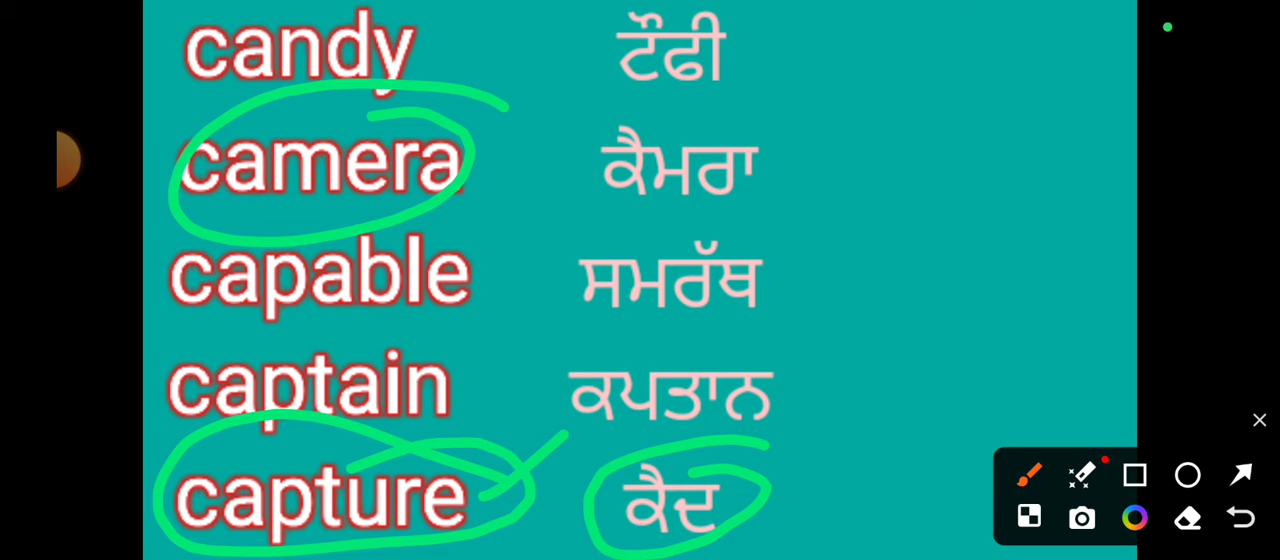 candy ਟੌਫੀ
camera ਕੈਮਰਾ
capable ਸਮਰੱਥ
captain ਕਪਤਾਨ
capture ਕੈਦ